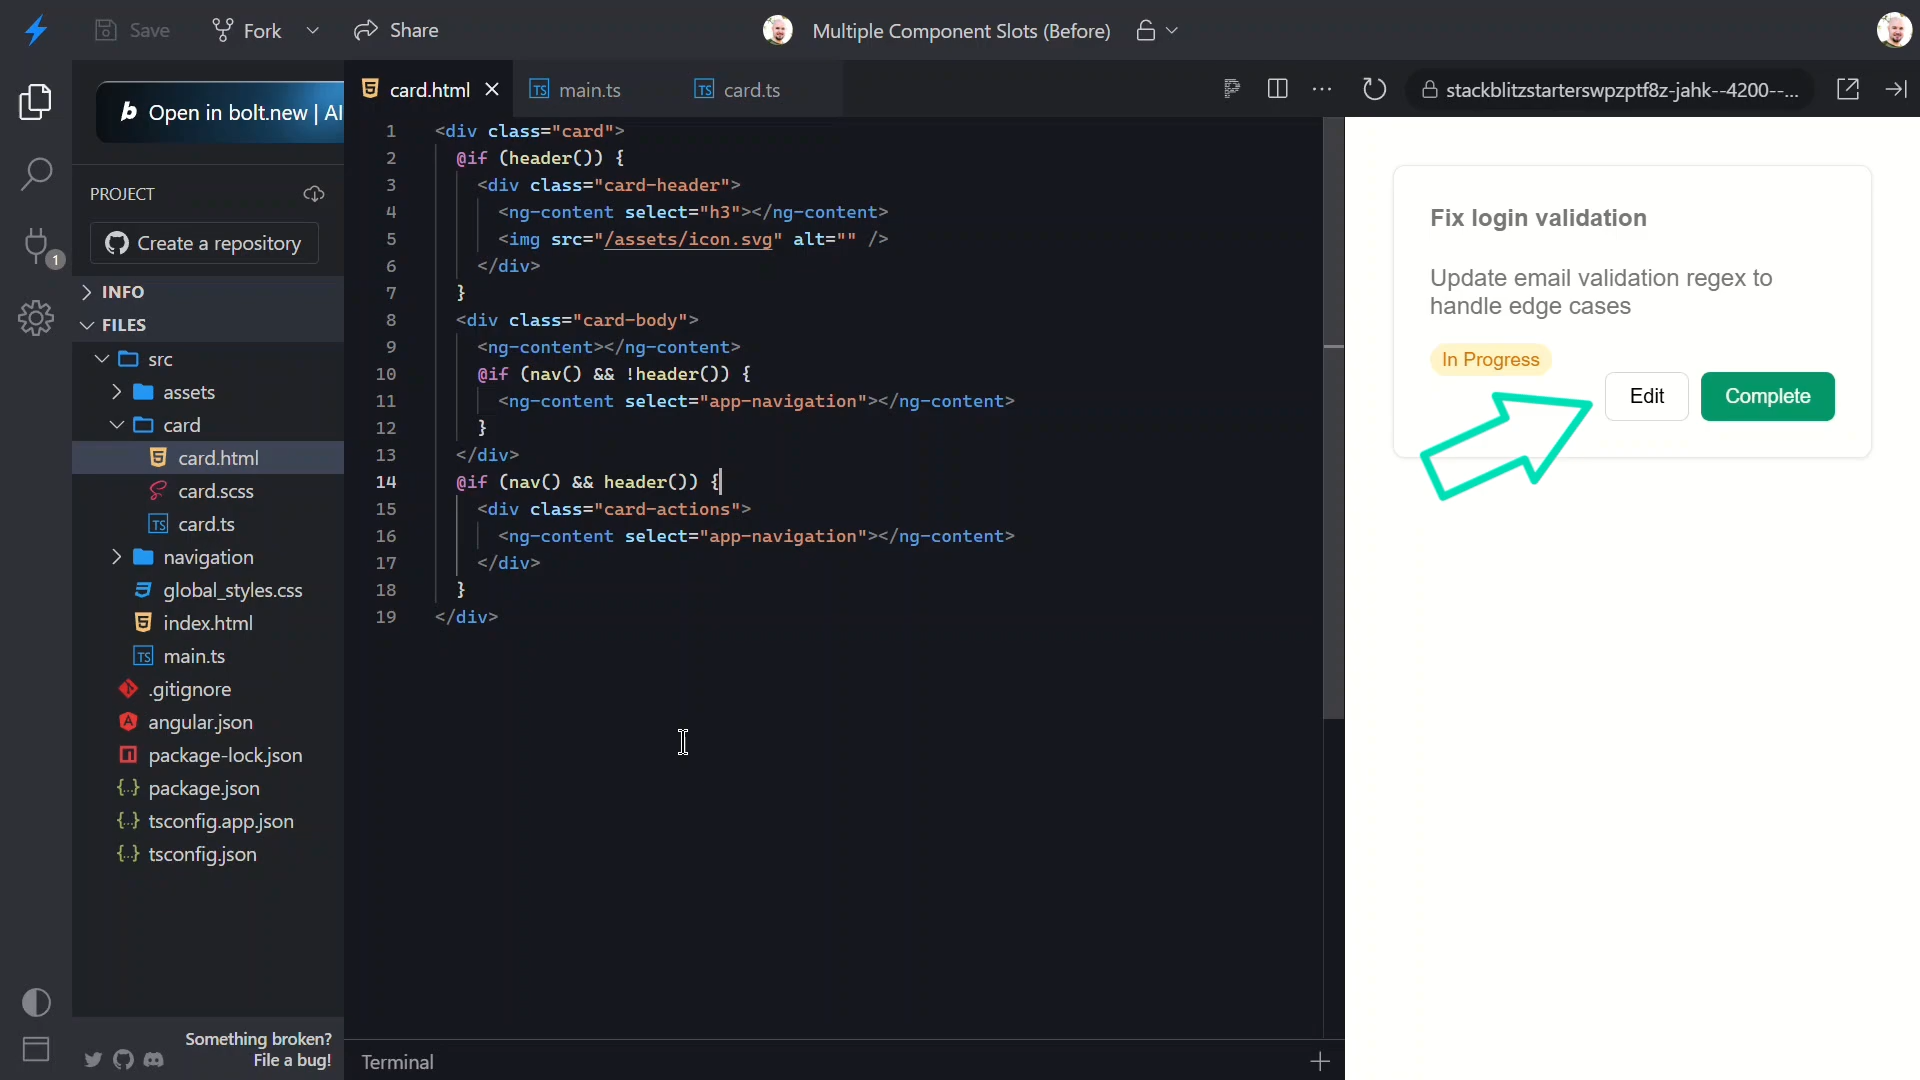 Save
Fork
Share
Multiple Component Slots (Before)
Open in bolt.new | AI
card.html
main.ts
card.ts
stackblitzstarterswpzptf8z-jahk--4200--...
PROJECT
Create a repository
1
INFO
FILES
src
assets
card
card.html
card.scss
card.ts
navigation
global_styles.css
index.html
main.ts
.gitignore
angular.json
package-lock.json
package.json
tsconfig.app.json
tsconfig.json
Something broken?
File a bug!
1 <div class="card">
2 @if (header()) {
3 <div class="card-header">
4 <ng-content select="h3"></ng-content>
5 <img src="/assets/icon.svg" alt="" />
6 </div>
7 }
8 <div class="card-body">
9 <ng-content></ng-content>
10 @if (nav() && !header()) {
11 <ng-content select="app-navigation"></ng-content>
12 }
13 </div>
14 @if (nav() && header()) {
15 <div class="card-actions">
16 <ng-content select="app-navigation"></ng-content>
17 </div>
18 }
19 </div>
Terminal
Fix login validation
Update email validation regex to
handle edge cases
In Progress
Edit
Complete